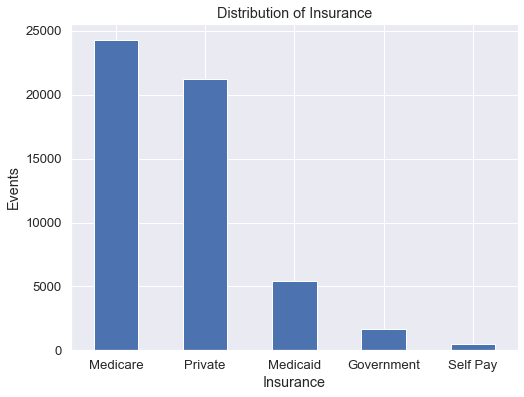 Distribution of Insurance
25000
20000
15000
10000
5000
0
Events
Medicare Private Medicaid Government Self Pay
Insurance